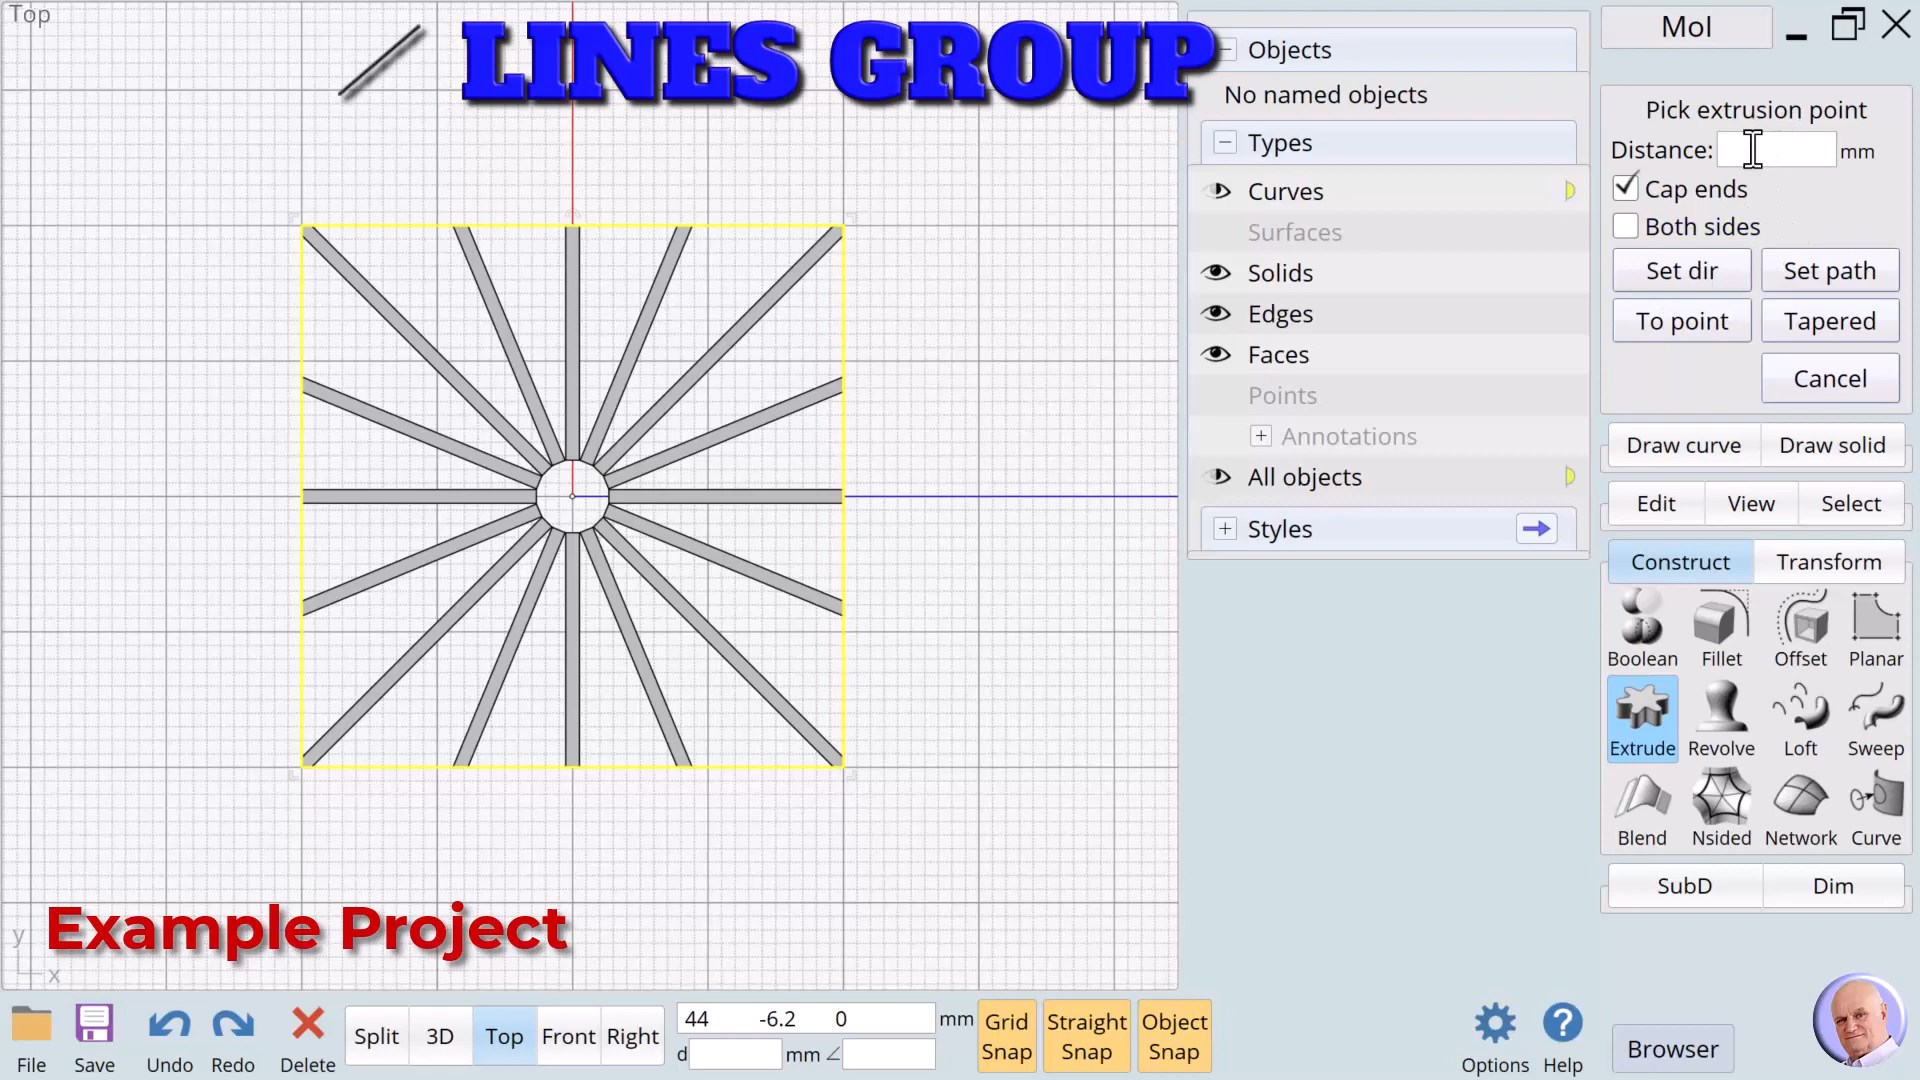 Top
LINES GROUP
Objects
No named objects
Types
Curves
Surfaces
Solids
Edges
Faces
Points
Annotations
All objects
Styles
MoI
Pick extrusion point
Distance: mm
Cap ends
Both sides
Set dir Set path
To point Tapered
Cancel
Draw curve Draw solid
Edit View Select
Construct Transform
Boolean Fillet Offset Planar
Extrude Revolve Loft Sweep
Blend Nsided Network Curve
SubD Dim
Example Project
y
x
File Save Undo Redo Delete
Split 3D Top Front Right
44 -6.2 0 mm
d mm ∠
Grid Snap
Straight Snap
Object Snap
Options Help
Browser